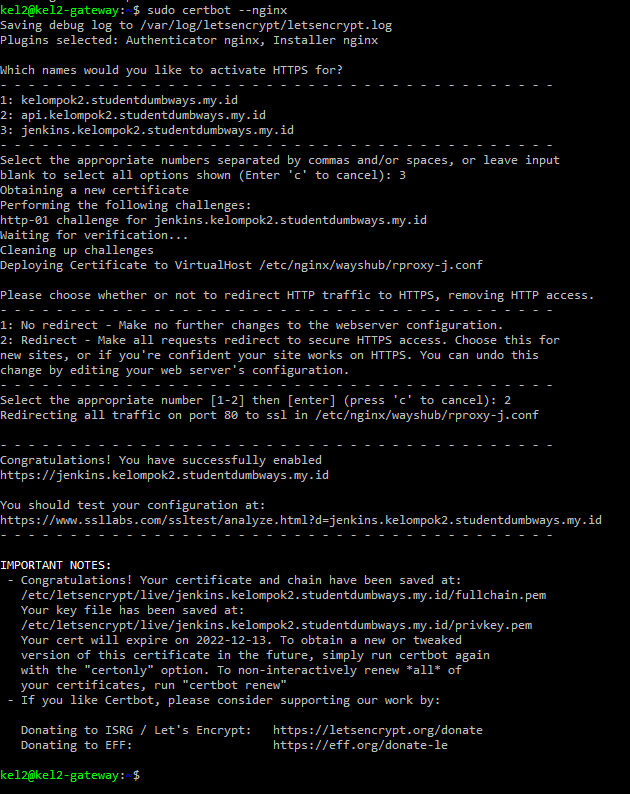 kel2@kel2-gateway:~$ sudo certbot --nginx
Saving debug log to /var/log/letsencrypt/letsencrypt.log
Plugins selected: Authenticator nginx, Installer nginx
Which names would you like to activate HTTPS for?
- - - - - - - - - - - - - - - - - - - - - - - - - - - - - - - - - - - - - - - -
1: kelompok2.studentdumbways.my.id
2: api.kelompok2.studentdumbways.my.id
3: jenkins.kelompok2.studentdumbways.my.id
- - - - - - - - - - - - - - - - - - - - - - - - - - - - - - - - - - - - - - - -
Select the appropriate numbers separated by commas and/or spaces, or leave input
blank to select all options shown (Enter 'c' to cancel): 3
Obtaining a new certificate
Performing the following challenges:
http-01 challenge for jenkins.kelompok2.studentdumbways.my.id
Waiting for verification...
Cleaning up challenges
Deploying Certificate to VirtualHost /etc/nginx/wayshub/rproxy-j.conf
Please choose whether or not to redirect HTTP traffic to HTTPS, removing HTTP access.
- - - - - - - - - - - - - - - - - - - - - - - - - - - - - - - - - - - - - - - -
1: No redirect - Make no further changes to the webserver configuration.
2: Redirect - Make all requests redirect to secure HTTPS access. Choose this for
new sites, or if you're confident your site works on HTTPS. You can undo this
change by editing your web server's configuration.
- - - - - - - - - - - - - - - - - - - - - - - - - - - - - - - - - - - - - - - -
Select the appropriate number [1-2] then [enter] (press 'c' to cancel): 2
Redirecting all traffic on port 80 to ssl in /etc/nginx/wayshub/rproxy-j.conf
- - - - - - - - - - - - - - - - - - - - - - - - - - - - - - - - - - - - - - - -
Congratulations! You have successfully enabled
https://jenkins.kelompok2.studentdumbways.my.id
You should test your configuration at:
https://www.ssllabs.com/ssltest/analyze.html?d=jenkins.kelompok2.studentdumbways.my.id
- - - - - - - - - - - - - - - - - - - - - - - - - - - - - - - - - - - - - - - -
IMPORTANT NOTES:
- Congratulations! Your certificate and chain have been saved at:
/etc/letsencrypt/live/jenkins.kelompok2.studentdumbways.my.id/fullchain.pem
Your key file has been saved at:
/etc/letsencrypt/live/jenkins.kelompok2.studentdumbways.my.id/privkey.pem
Your cert will expire on 2022-12-13. To obtain a new or tweaked
version of this certificate in the future, simply run certbot again
with the "certonly" option. To non-interactively renew *all* of
your certificates, run "certbot renew"
- If you like Certbot, please consider supporting our work by:
Donating to ISRG / Let's Encrypt: https://letsencrypt.org/donate
Donating to EFF: https://eff.org/donate-le
kel2@kel2-gateway:~$